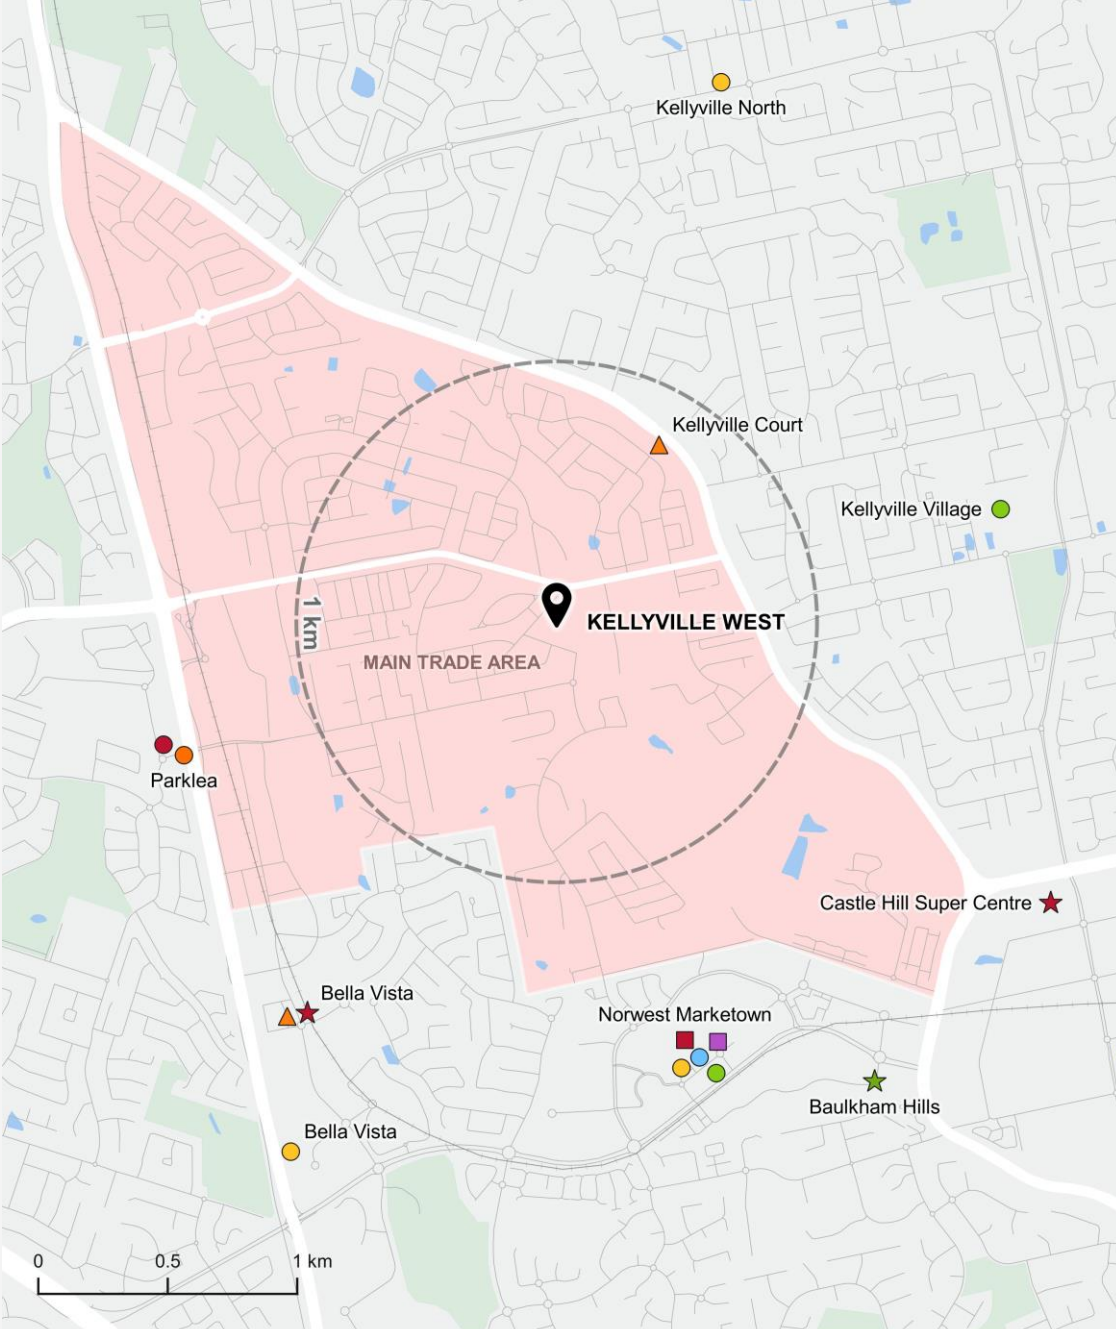 Kellyville North
Kellyville Court
Kellyville Village
1 km
KELLYVILLE WEST
MAIN TRADE AREA
Parklea
Castle Hill Super Centre
Bella Vista
Norwest Marketown
Baulkham Hills
Bella Vista
0 0.5 1 km